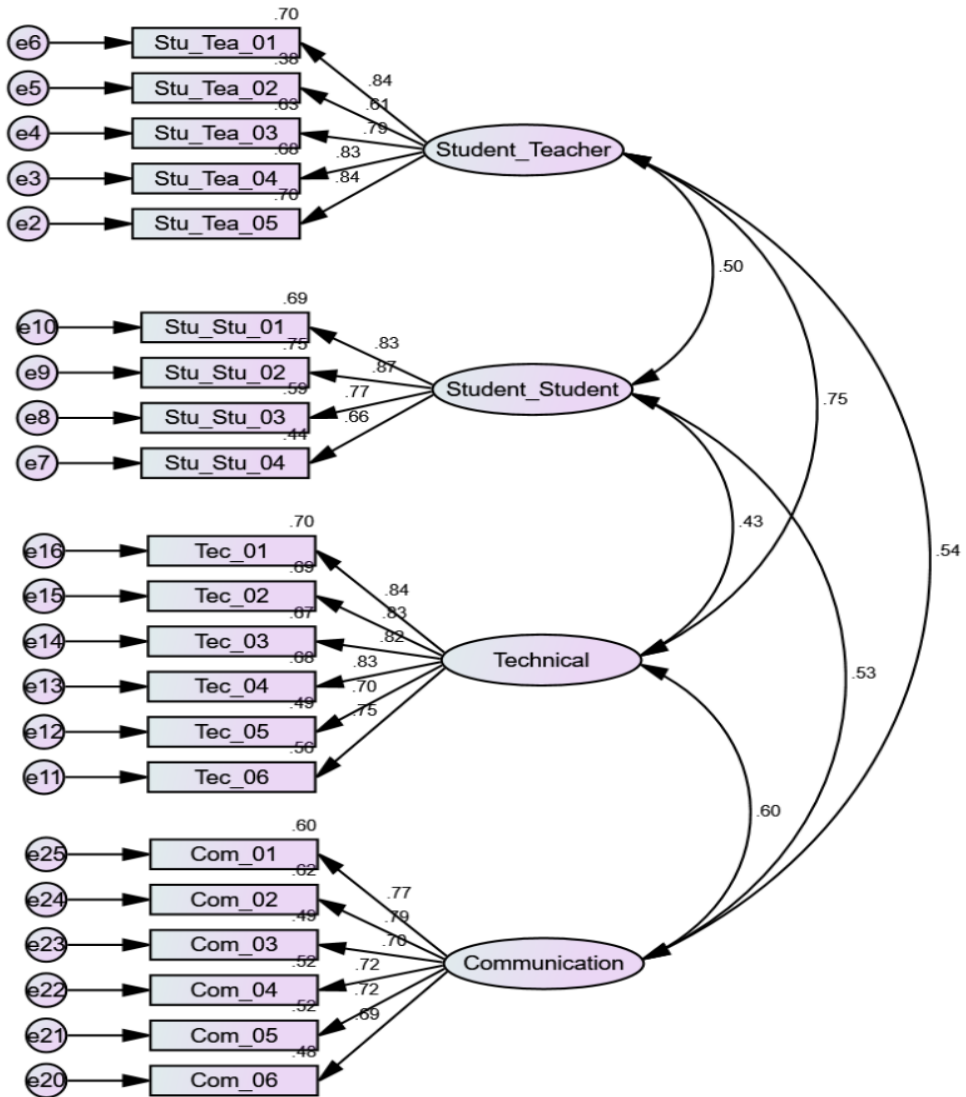 .70
e6 Stu_Tea_01
.38
.84
e5 Stu_Tea_02
.61
.63
.79
e4 Stu_Tea_03
Student_Teacher
.68
.83
e3 Stu_Tea_04
.84
.70
e2 Stu_Tea_05
.50
.69
e10 Stu_Stu_01
.83
.75
e9 Stu_Stu_02
.87
.59
Student_Student
.77
e8 Stu_Stu_03
.66
.75
.44
e7 Stu_Stu_04
.70
.43
e16 Tec_01
.54
.69
.84
e15 Tec_02
.83
.67
.82
e14 Tec_03
.68
.83
Technical
e13 Tec_04
.53
.70
.49
.75
e12 Tec_05
.56
e11 Tec_06
.60
.60
e25 Com_01
.62
.77
e24 Com_02
.79
.49
.70
e23 Com_03
.52
.72
Communication
e22 Com_04
.72
.52
.69
e21 Com_05
.48
e20 Com_06